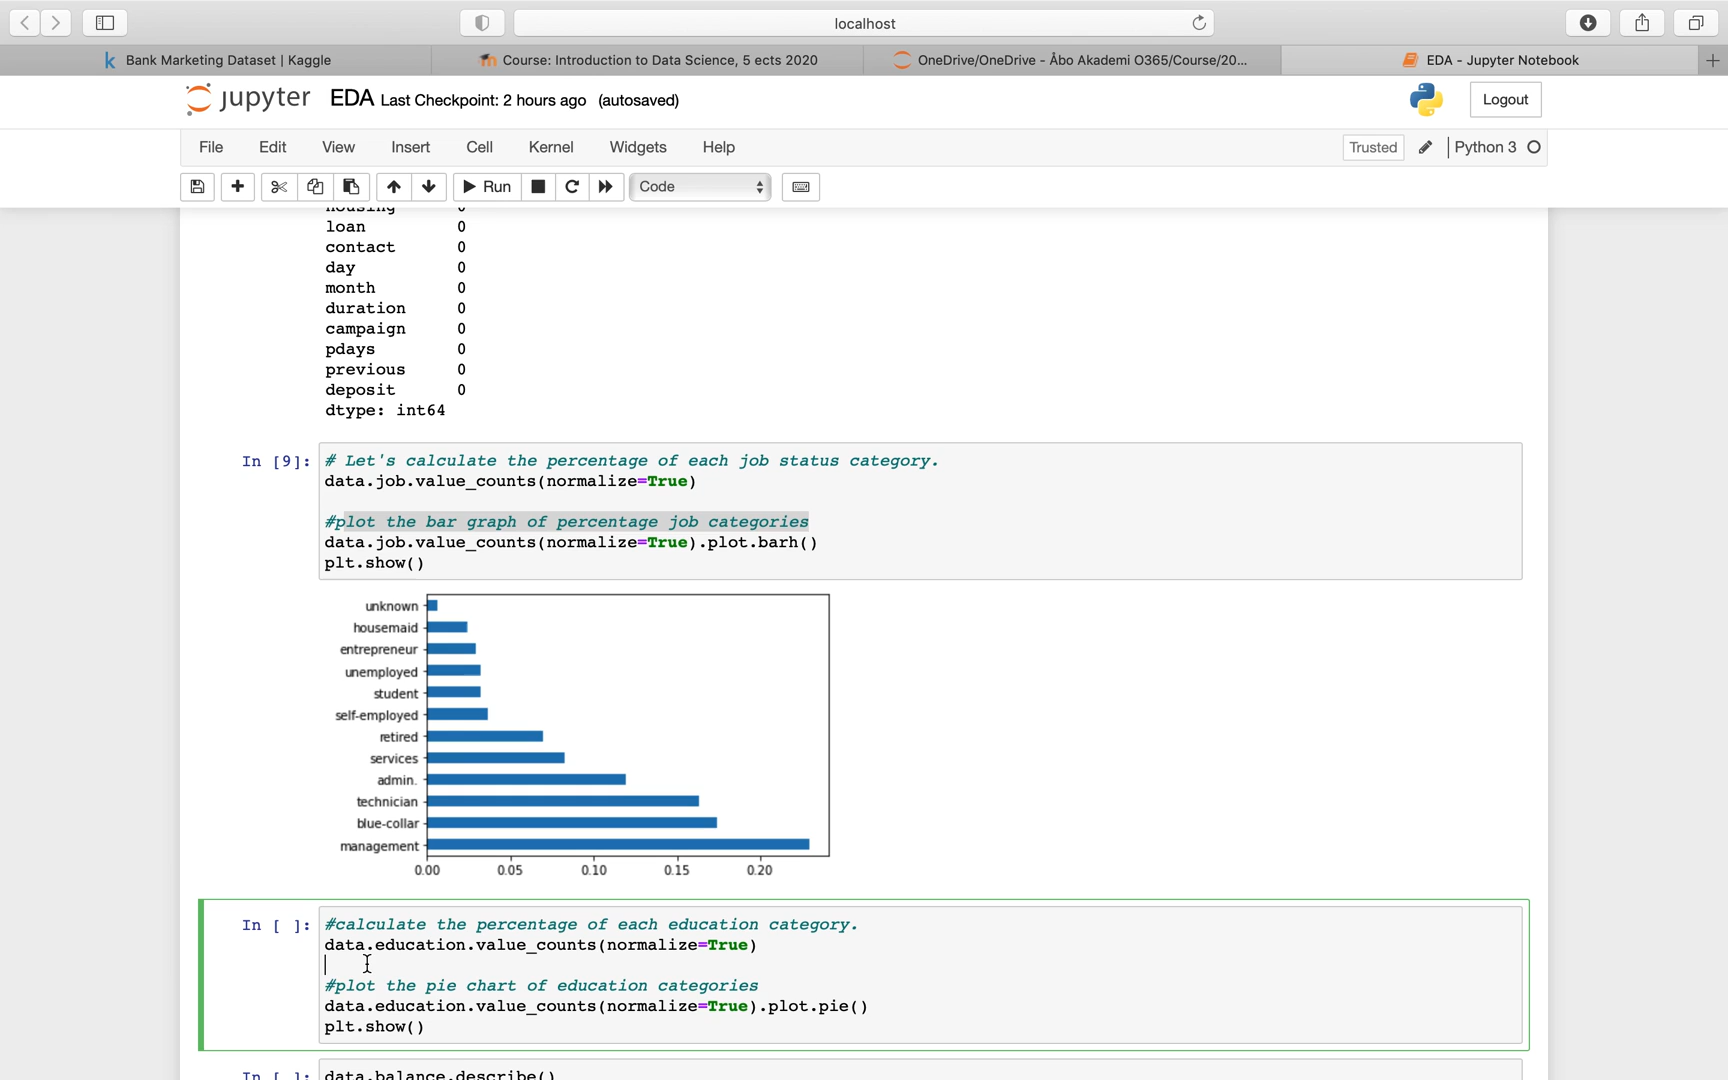 localhost
Bank Marketing Dataset | Kaggle
Course: Introduction to Data Science, 5 ects 2020
OneDrive/OneDrive - Åbo Akademi O365/Course/20...
EDA - Jupyter Notebook
jupyter EDA Last Checkpoint: 2 hours ago (autosaved)
Logout
File Edit View Insert Cell Kernel Widgets Help
Trusted Python 3
Run Code
housing 0
loan 0
contact 0
day 0
month 0
duration 0
campaign 0
pdays 0
previous 0
deposit 0
dtype: int64
In [9]: # Let's calculate the percentage of each job status category.
data.job.value_counts(normalize=True)
#plot the bar graph of percentage job categories
data.job.value_counts(normalize=True).plot.barh()
plt.show()
unknown
housemaid
entrepreneur
unemployed
student
self-employed
retired
services
admin.
technician
blue-collar
management
0.00 0.05 0.10 0.15 0.20
In [ ]: #calculate the percentage of each education category.
data.education.value_counts(normalize=True)
#plot the pie chart of education categories
data.education.value_counts(normalize=True).plot.pie()
plt.show()
In [ ]: data.balance.describe()